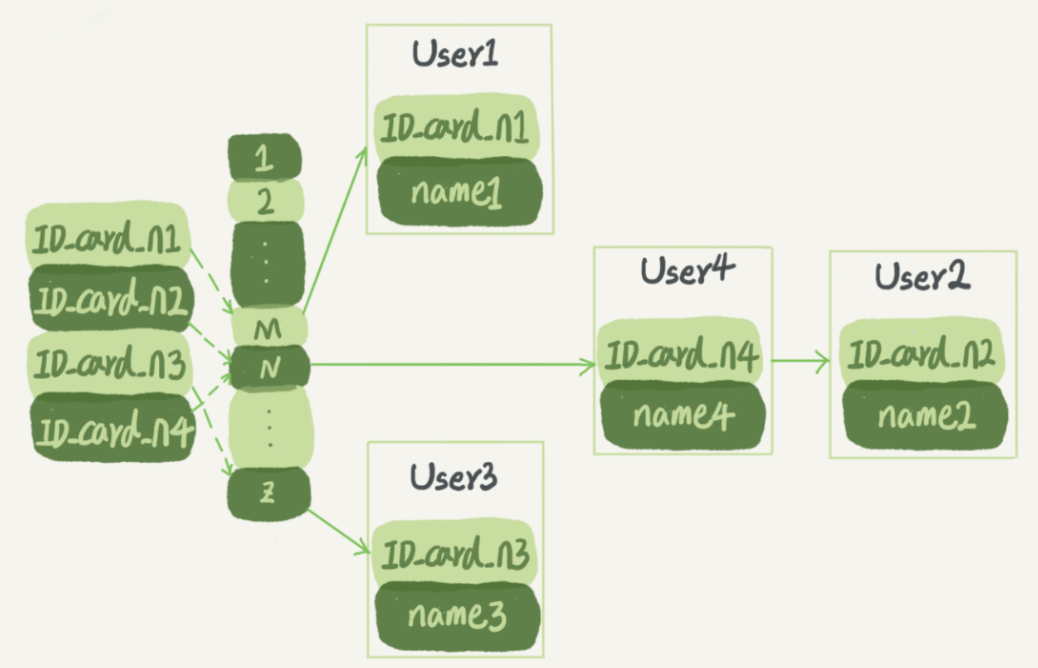 User1
ID_card_n1
name1
1
2
⋮
M
N
⋮
Z
ID_card_n1
ID_card_n2
ID_card_n3
ID_card_n4
User4
ID_card_n4
name4
User2
ID_card_n2
name2
User3
ID_card_n3
name3